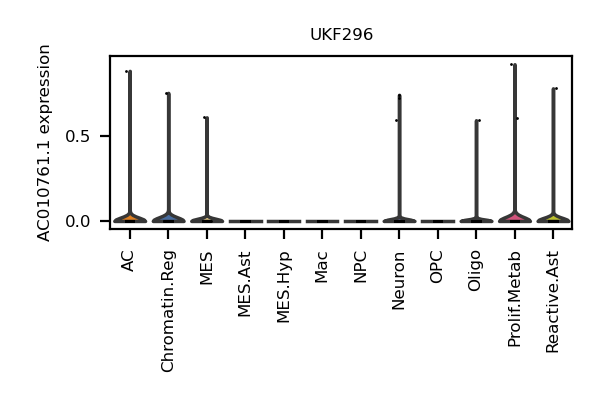 UKF296
AC010761.1 expression
0.5
0.0
AC
Chromatin.Reg
MES
MES.Ast
MES.Hyp
Mac
NPC
Neuron
OPC
Oligo
Prolif.Metab
Reactive.Ast